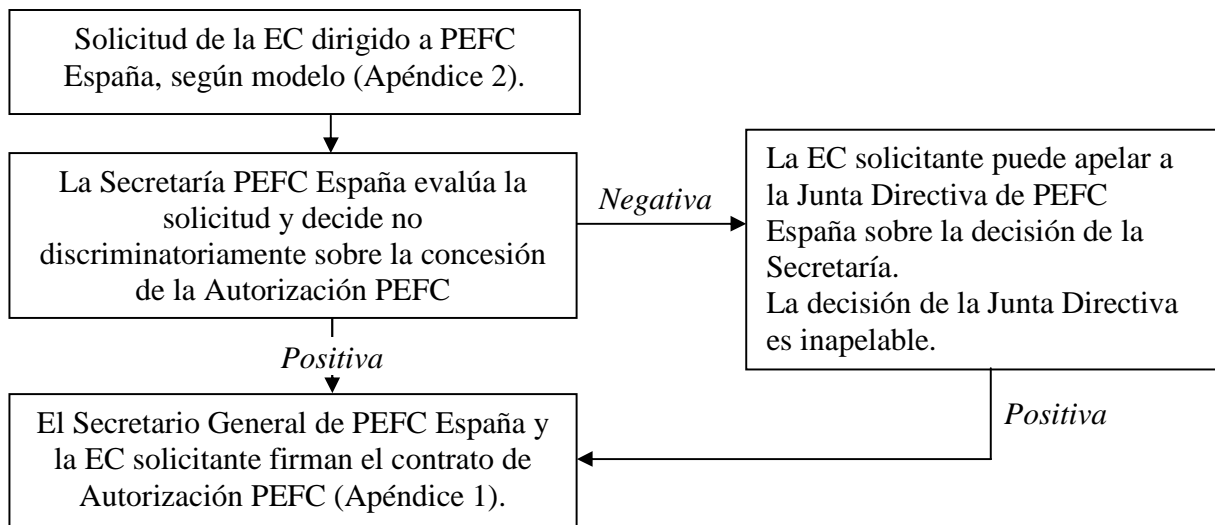 Solicitud de la EC dirigido a PEFC
España, según modelo (Apéndice 2).
La Secretaría PEFC España evalúa la
solicitud y decide no
discriminatoriamente sobre la concesión
de la Autorización PEFC
Negativa
La EC solicitante puede apelar a
la Junta Directiva de PEFC
España sobre la decisión de la
Secretaría.
La decisión de la Junta Directiva
es inapelable.
Positiva
Positiva
El Secretario General de PEFC España y
la EC solicitante firman el contrato de
Autorización PEFC (Apéndice 1).